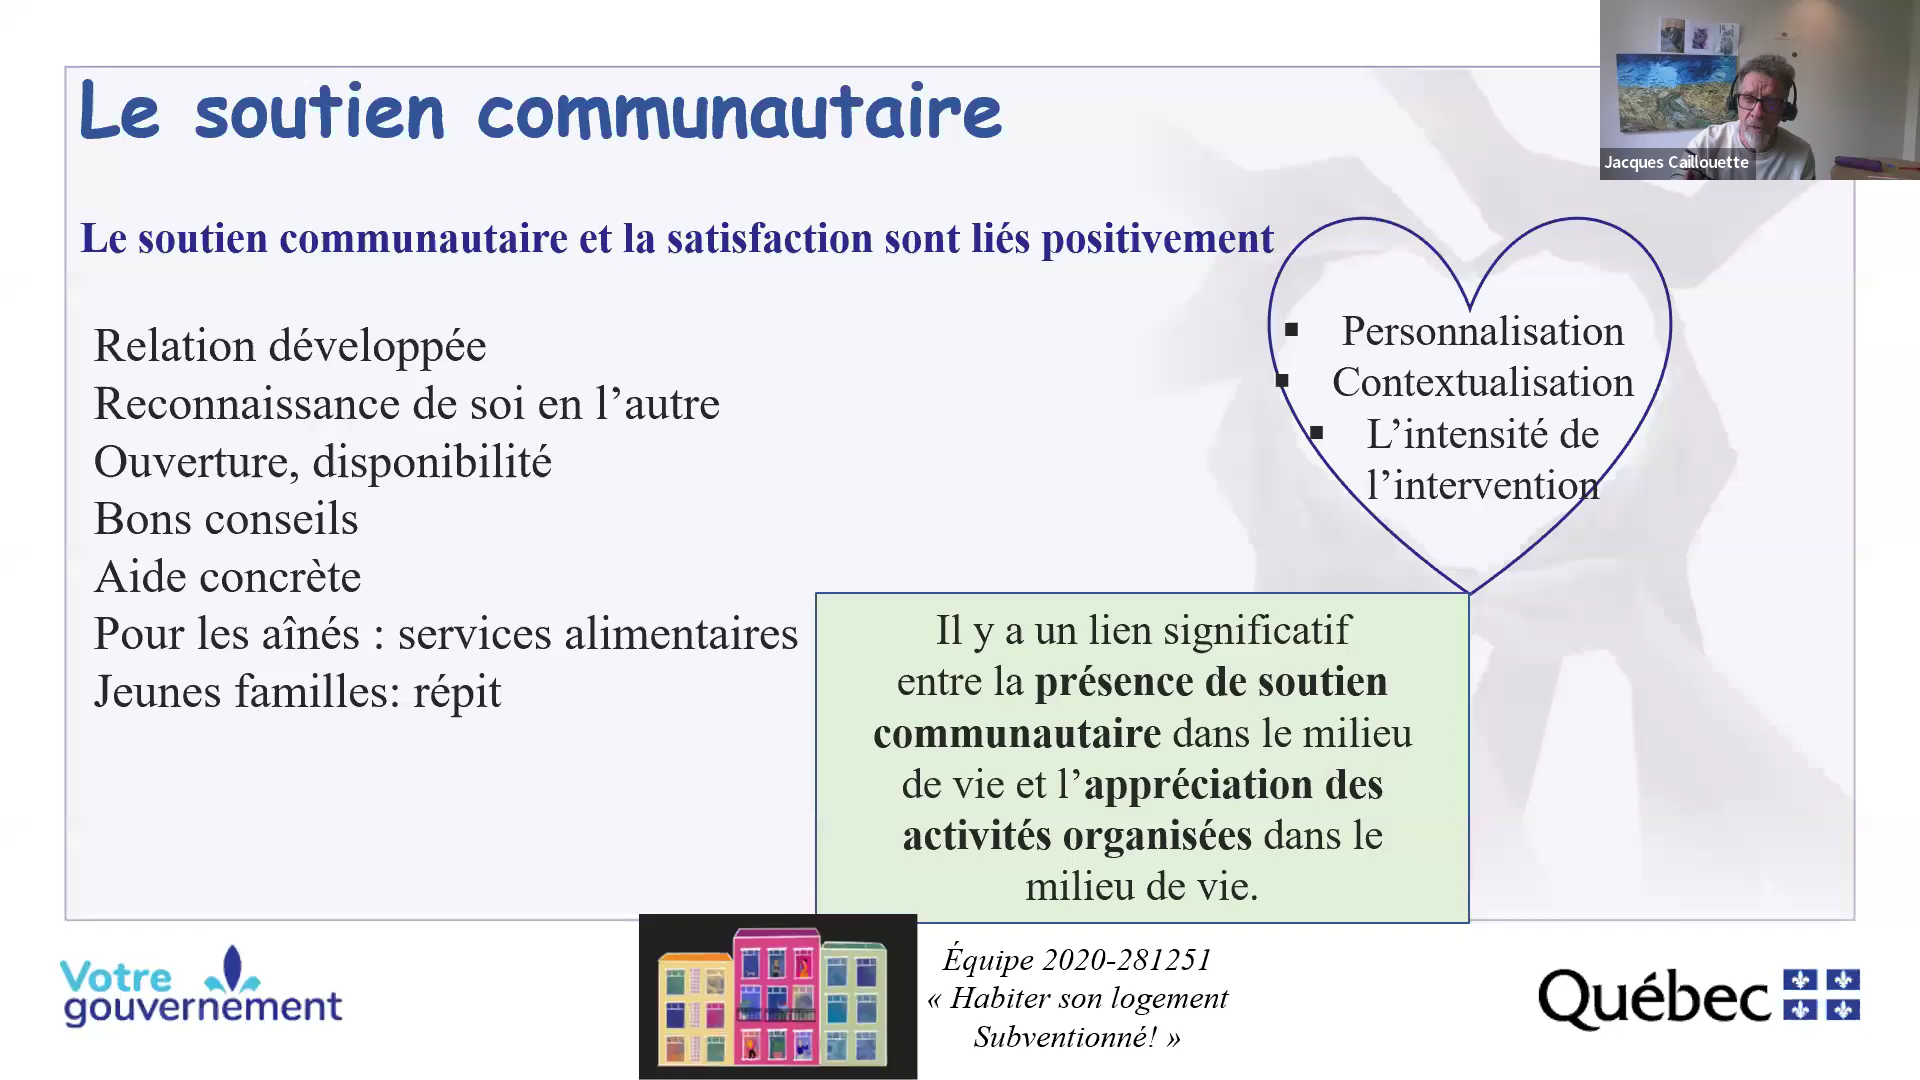 Le soutien communautaire
Jacques Caillouette
Le soutien communautaire et la satisfaction sont liés positivement
Relation développée
Reconnaissance de soi en l’autre
Ouverture, disponibilité
Bons conseils
Aide concrète
Pour les aînés : services alimentaires
Jeunes familles: répit
▪ Personnalisation
▪ Contextualisation
▪ L’intensité de
l’intervention
Il y a un lien significatif
entre la présence de soutien
communautaire dans le milieu
de vie et l’appréciation des
activités organisées dans le
milieu de vie.
Votre
gouvernement
Équipe 2020-281251
« Habiter son logement
Subventionné! »
Québec